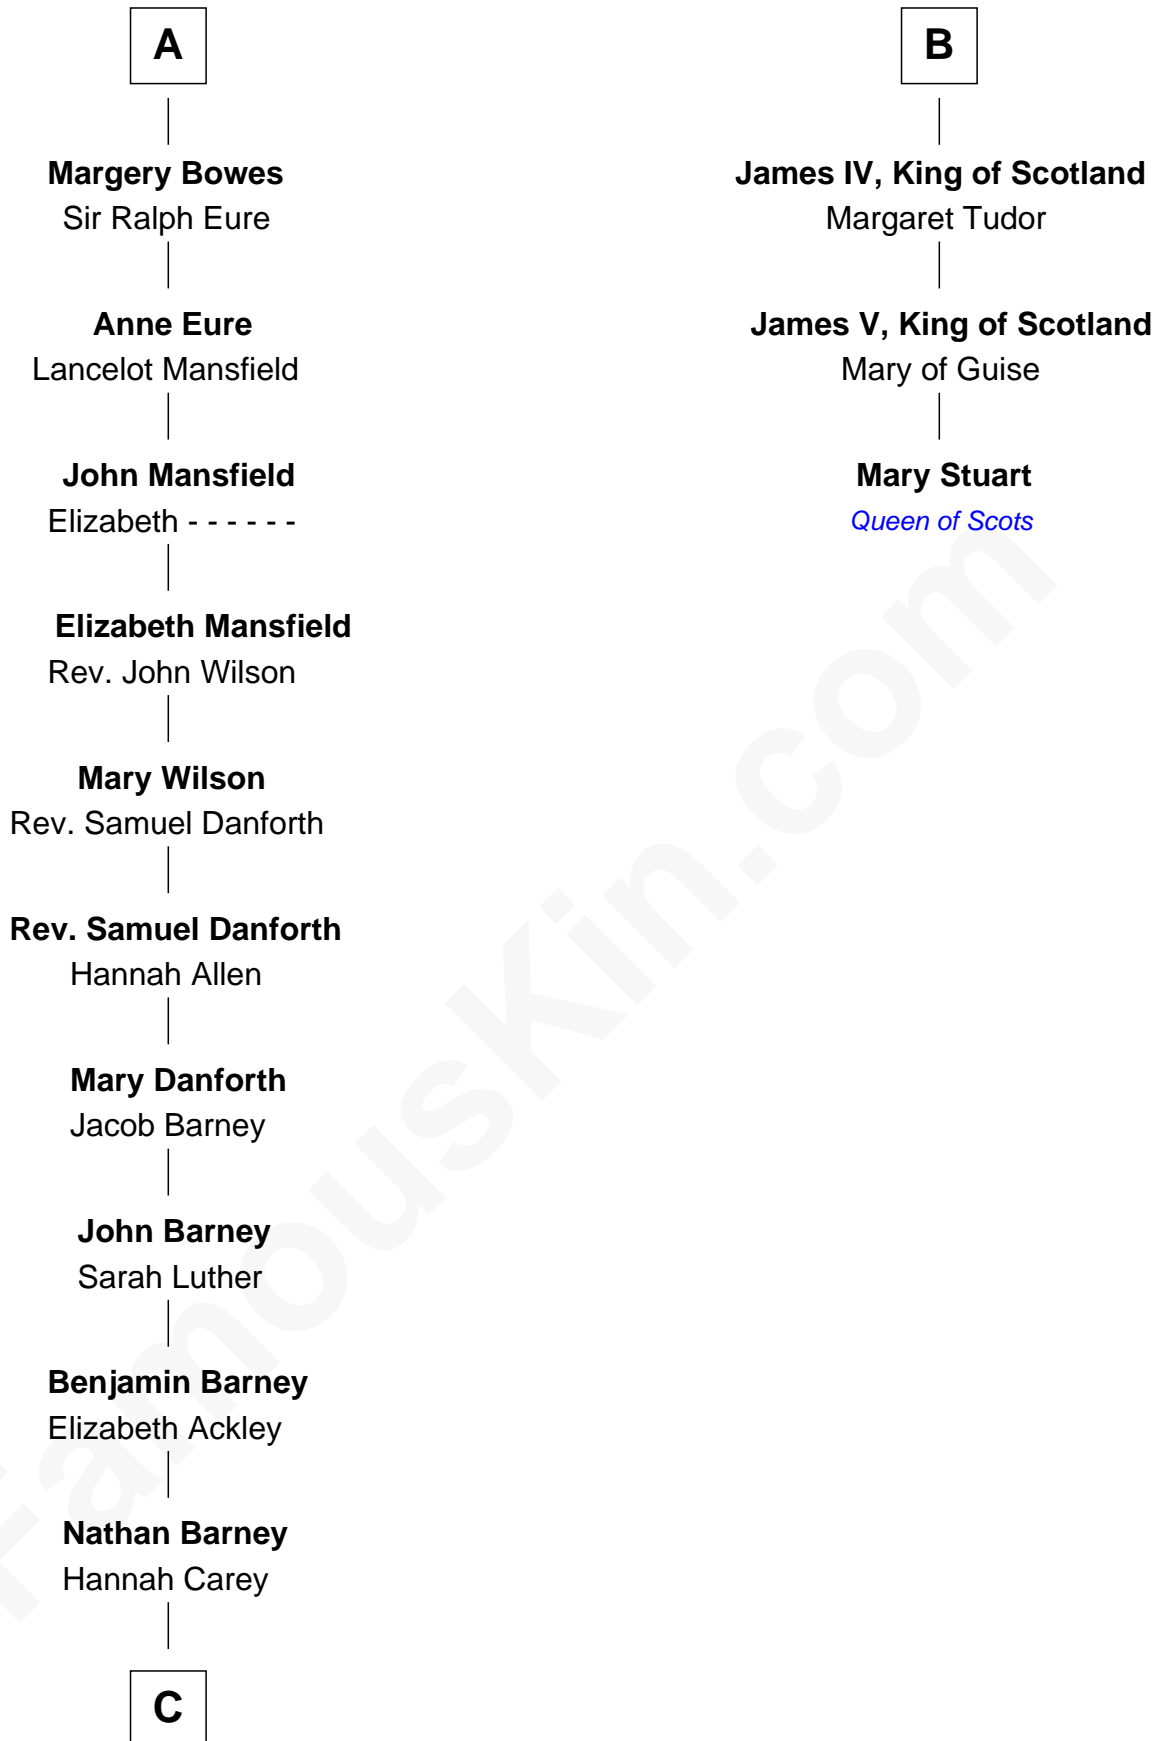 A
Margery Bowes
Sir Ralph Eure
Anne Eure
Lancelot Mansfield
John Mansfield
Elizabeth - - - - - -
Elizabeth Mansfield
Rev. John Wilson
Mary Wilson
Rev. Samuel Danforth
Rev. Samuel Danforth
Hannah Allen
Mary Danforth
Jacob Barney
John Barney
Sarah Luther
Benjamin Barney
Elizabeth Ackley
Nathan Barney
Hannah Carey
C
B
James IV, King of Scotland
Margaret Tudor
James V, King of Scotland
Mary of Guise
Mary Stuart
Queen of Scots
FamousKin.com